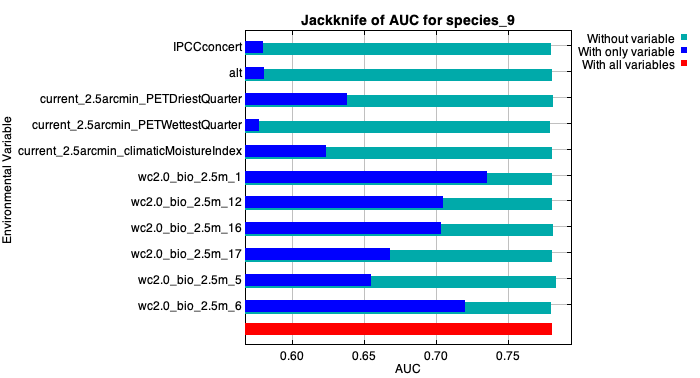 Jackknife of AUC for species_9
Without variable
With only variable
With all variables
Environmental Variable
IPCCconcert
alt
current_2.5arcmin_PETDriestQuarter
current_2.5arcmin_PETWettestQuarter
current_2.5arcmin_climaticMoistureIndex
wc2.0_bio_2.5m_1
wc2.0_bio_2.5m_12
wc2.0_bio_2.5m_16
wc2.0_bio_2.5m_17
wc2.0_bio_2.5m_5
wc2.0_bio_2.5m_6
0.60 0.65 0.70 0.75
AUC